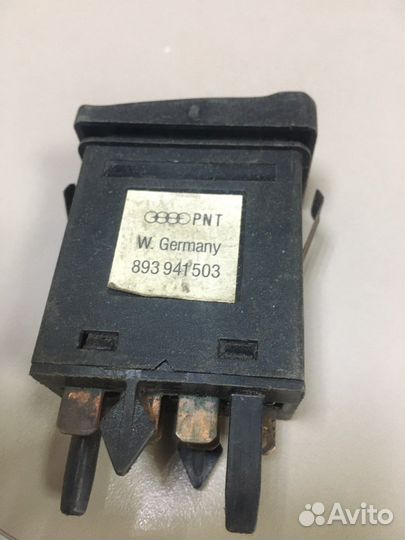 PNT
W. Germany
893 941 503
Avito